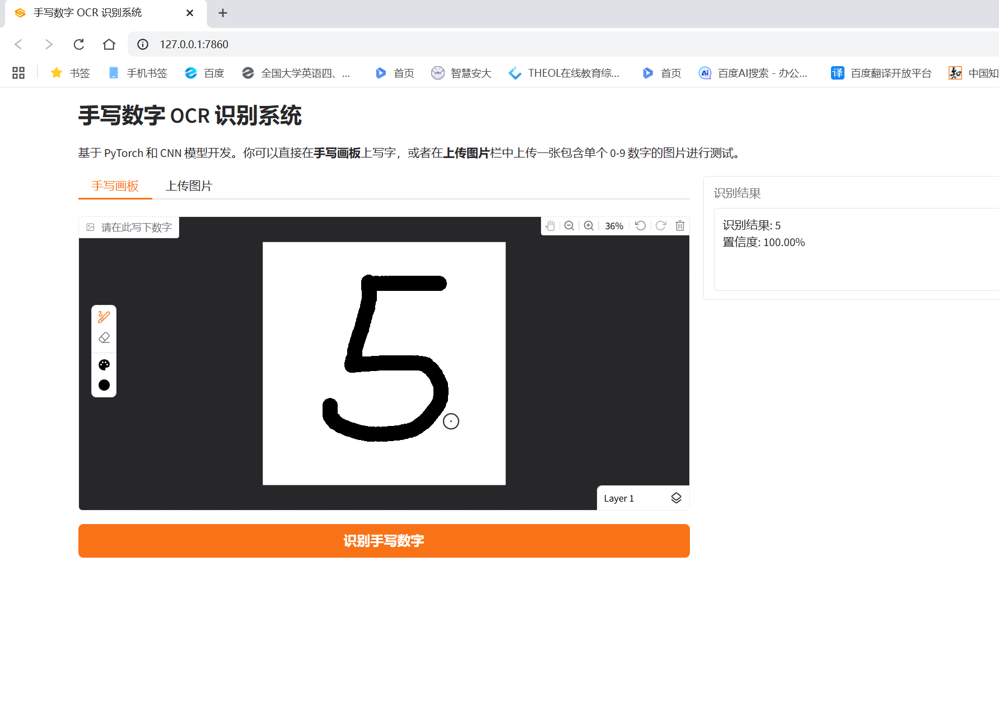 手写数字 OCR 识别系统
127.0.0.1:7860
书签 手机书签 百度 全国大学英语四、... 首页 智慧安大 THEOL在线教育综... 首页 百度AI搜索 - 办公... 译 百度翻译开放平台 知 中国知
手写数字 OCR 识别系统
基于 PyTorch 和 CNN 模型开发。你可以直接在手写画板上写字，或者在上传图片栏中上传一张包含单个 0-9 数字的图片进行测试。
手写画板 上传图片
请在此写下数字
36%
5
Layer 1
识别手写数字
识别结果
识别结果: 5
置信度: 100.00%